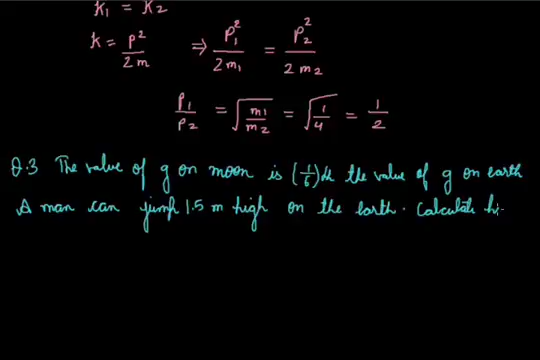 K₁ = K₂
K = P²/2m ⇒ P₁²/2m₁ = P₂²/2m₂
P₁/P₂ = √(m₁/m₂) = √(1/4) = 1/2
Q.3 The value of g on moon is (1/6)th the value of g on earth
A man can jump 1.5 m high on the earth. Calculate hi